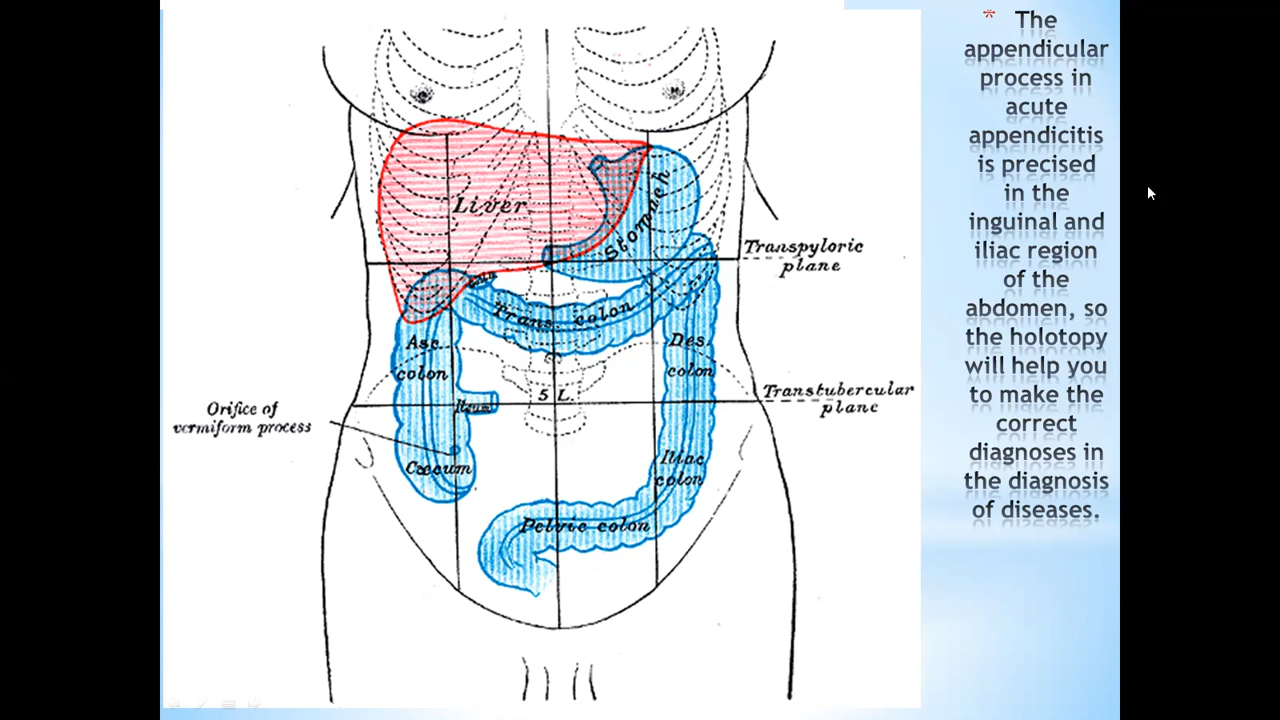 Liver
Stomach
Transpyloric
plane
Trans. colon
Asc.
colon
Des.
colon
5 L.
Transtubercular
plane
Ileum
Orifice of
vermiform process
Cæcum
Iliac
colon
Pelvic colon
* The
appendicular
process in
acute
appendicitis
is precised
in the
inguinal and
iliac region
of the
abdomen, so
the holotopy
will help you
to make the
correct
diagnoses in
the diagnosis
of diseases.